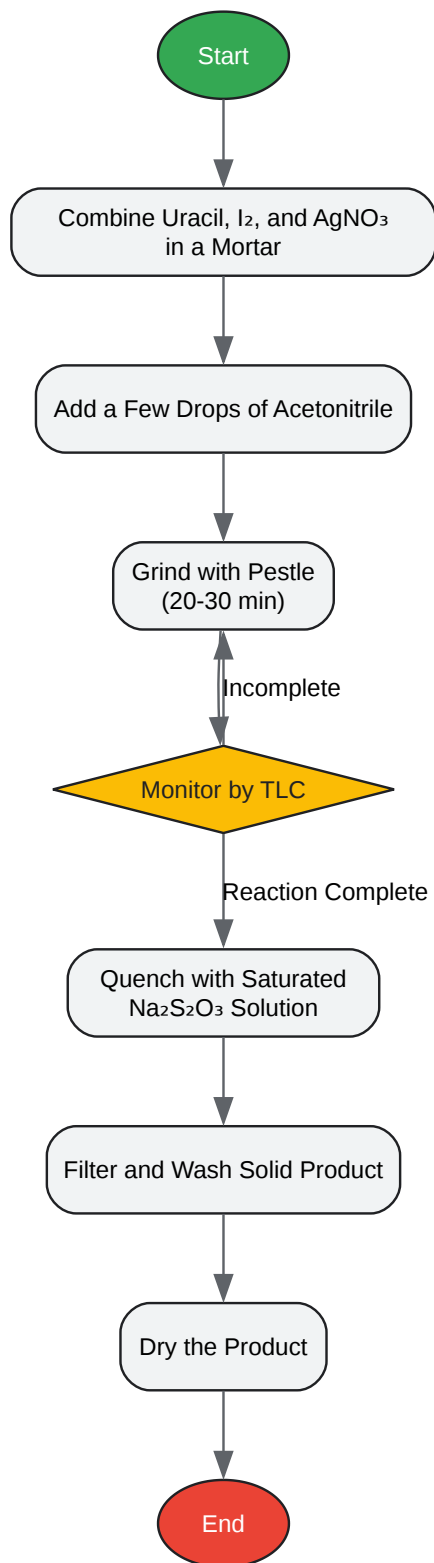 Start
Combine Uracil, I₂, and AgNO₃
in a Mortar
Add a Few Drops of Acetonitrile
Grind with Pestle
(20-30 min)
Incomplete
Monitor by TLC
Reaction Complete
Quench with Saturated
Na₂S₂O₃ Solution
Filter and Wash Solid Product
Dry the Product
End